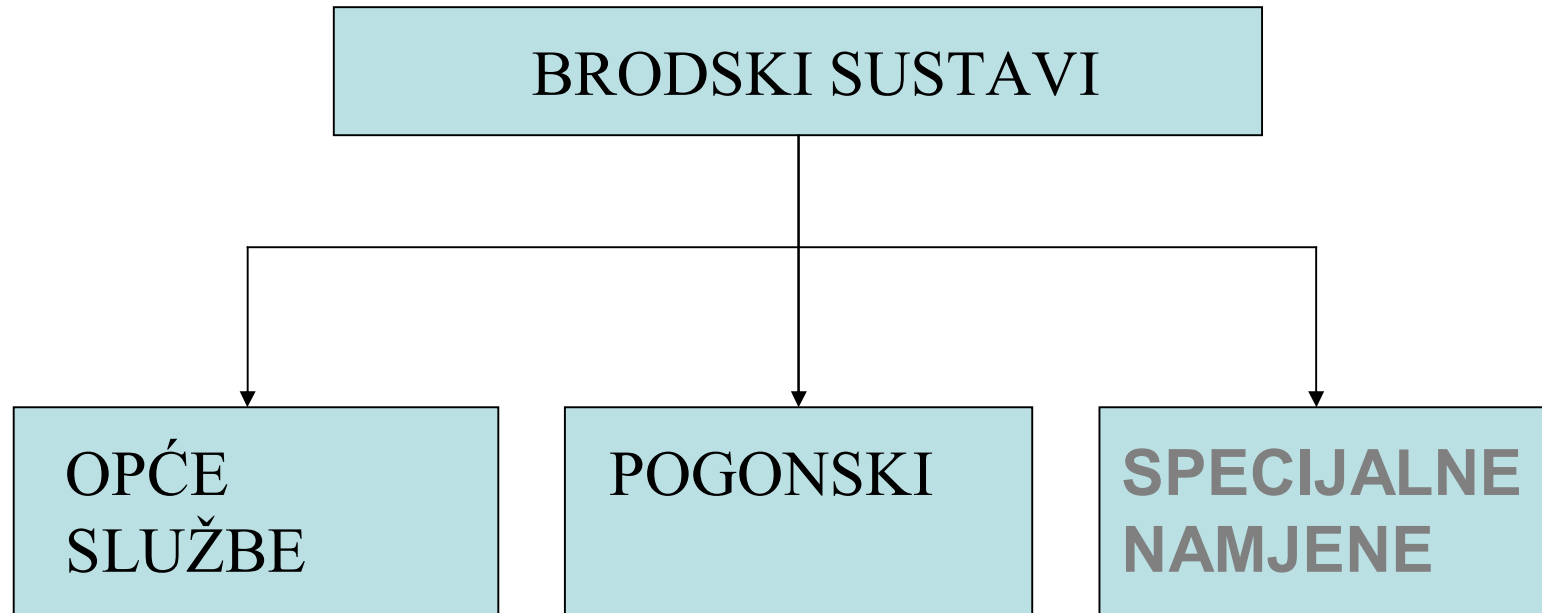 BRODSKI SUSTAVI
OPĆE
SLUŽBE
POGONSKI
SPECIJALNE
NAMJENE